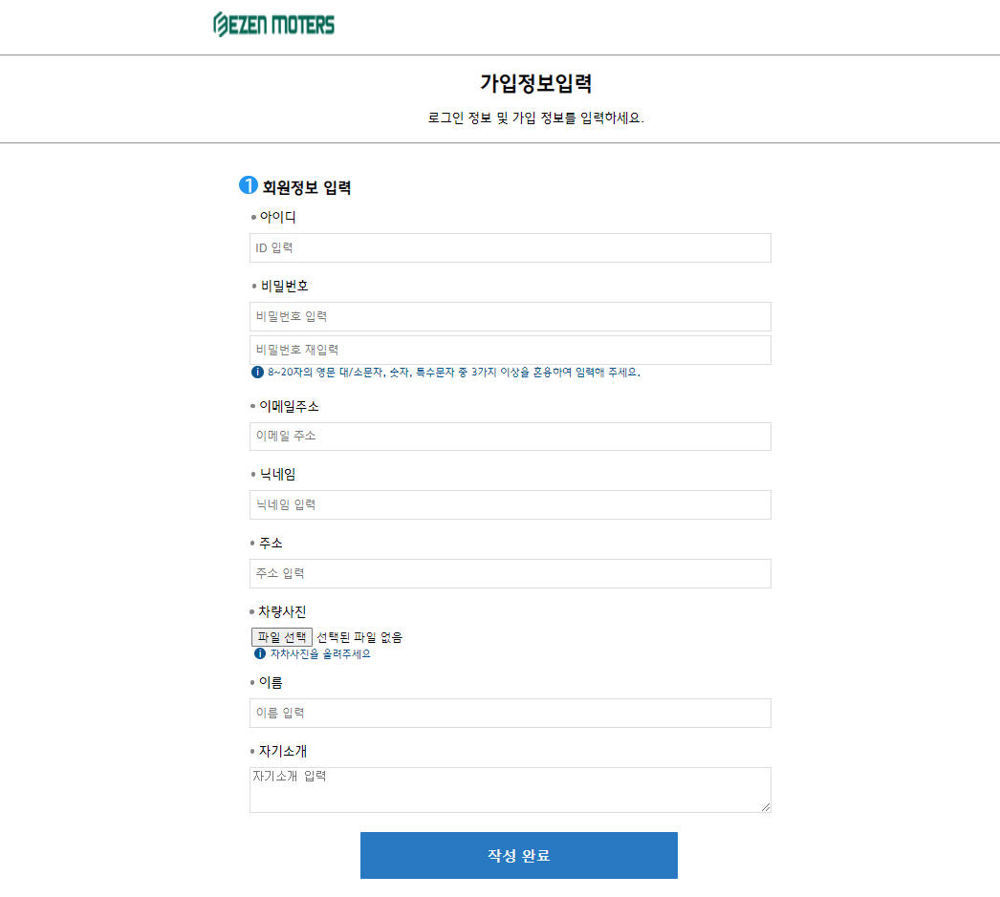 EZEN MOTERS
가입정보입력
로그인 정보 및 가입 정보를 입력하세요.
1 회원정보 입력
• 아이디
ID 입력
• 비밀번호
비밀번호 입력
비밀번호 재입력
i 8~20자의 영문 대/소문자, 숫자, 특수문자 중 3가지 이상을 혼용하여 입력해 주세요.
• 이메일주소
이메일 주소
• 닉네임
닉네임 입력
• 주소
주소 입력
• 차량사진
파일 선택 선택된 파일 없음
i 자차사진을 올려주세요
• 이름
이름 입력
• 자기소개
자기소개 입력
작성 완료